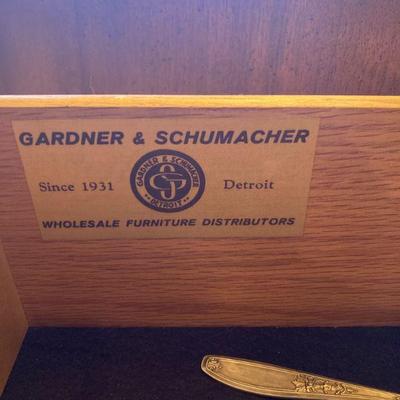 GARDNER & SCHUMACHER
Since 1931
GARDNER & SCHUMACHER
GS
DETROIT
Detroit
WHOLESALE FURNITURE DISTRIBUTORS